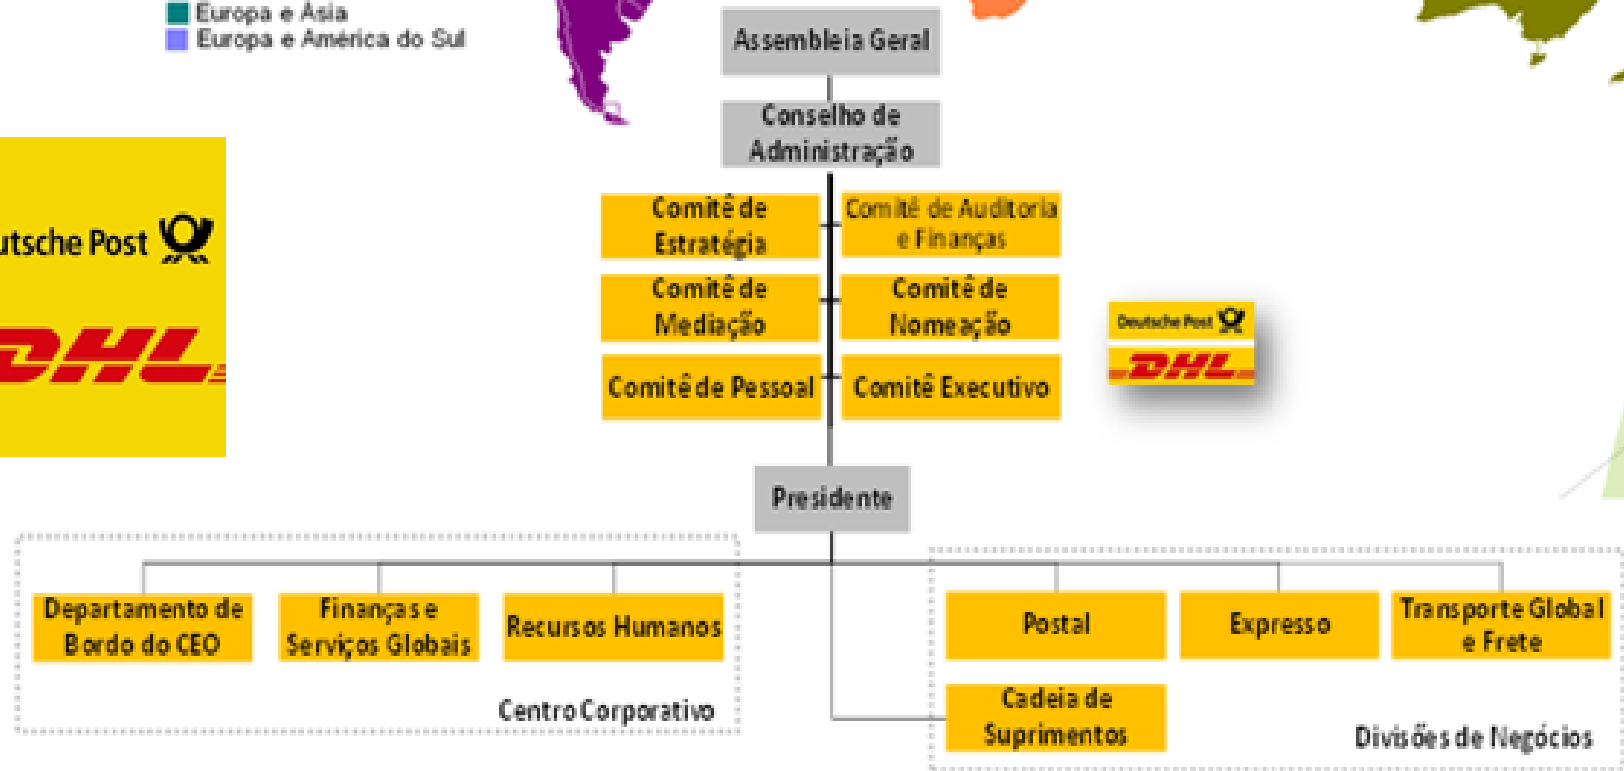 Europa e Ásia
Europa e América do Sul
Assembleia Geral
Conselho de
Administração
utsche Post
DHL
Comitê de
Estratégia
Comitê de Auditoria
e Finanças
Comitê de
Mediação
Comitê de
Nomeação
Comitê de Pessoal
Comitê Executivo
Deutsche Post
DHL
Presidente
Departamento de
Bordo do CEO
Finanças e
Serviços Globais
Recursos Humanos
Centro Corporativo
Postal
Expresso
Transporte Global
e Frete
Cadeia de
Suprimentos
Divisões de Negócios